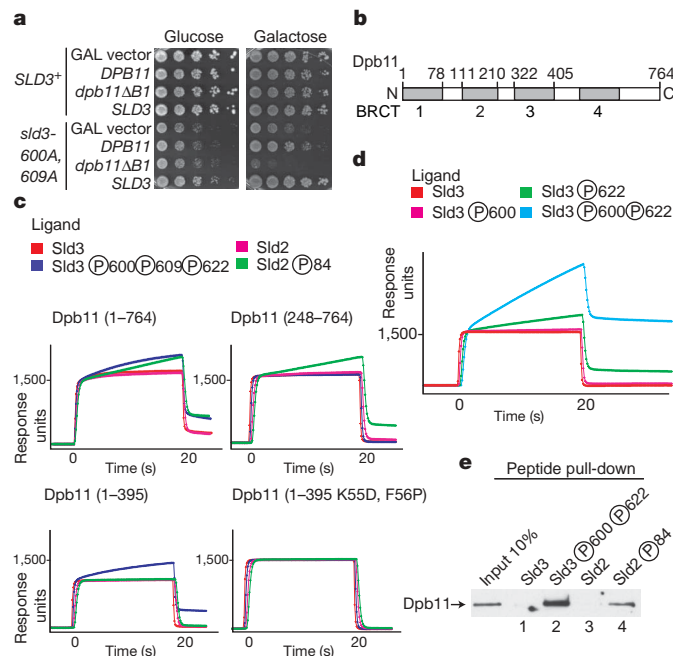 a
Glucose Galactose
SLD3+
GAL vector
DPB11
dpb11ΔB1
SLD3
sld3-600A,609A
GAL vector
DPB11
dpb11ΔB1
SLD3
b
Dpb11
1 78 111 210 322 405 764
N C
BRCT 1 2 3 4
c
Ligand
Sld3
Sld3 Ⓟ600Ⓟ609Ⓟ622
Sld2
Sld2 Ⓟ84
Dpb11 (1–764)
Response units
1,500
0 20
Time (s)
Dpb11 (248–764)
1,500
0 20
Time (s)
Dpb11 (1–395)
Response units
1,500
0 20
Time (s)
Dpb11 (1–395 K55D, F56P)
1,500
0 20
Time (s)
d
Ligand
Sld3
Sld3 Ⓟ600
Sld3 Ⓟ622
Sld3 Ⓟ600Ⓟ622
Response units
1,500
0 20
Time (s)
e
Peptide pull-down
Input 10%
Sld3
Sld3 Ⓟ600 Ⓟ622
Sld2
Sld2 Ⓟ84
Dpb11→
1 2 3 4